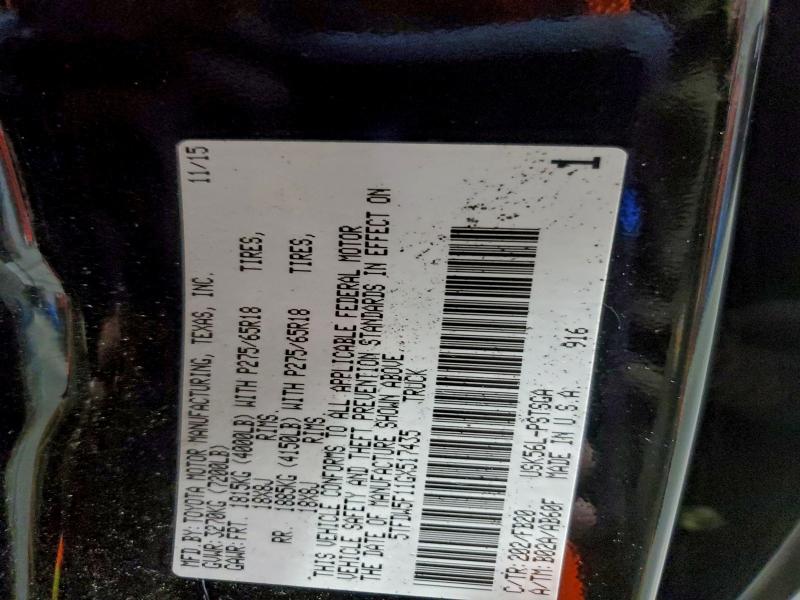 MFD. BY: TOYOTA MOTOR MANUFACTURING, TEXAS, INC. 11/15
GVWR: 3270KG (7200LB)
GAWR: FRT. 1815KG (4000LB) WITH P275/65R18 TIRES,
18X8J RIMS.
RR. 1885KG (4150LB) WITH P275/65R18 TIRES,
18X8J RIMS
THIS VEHICLE CONFORMS TO ALL APPLICABLE FEDERAL MOTOR
VEHICLE SAFETY AND THEFT PREVENTION STANDARDS IN EFFECT ON
THE DATE OF MANUFACTURE SHOWN ABOVE.
TRUCK
C/TR: 202/FB20 USK56L-PSTSGA
A/TM: B02A/AB60F MADE IN U.S.A. 916
1